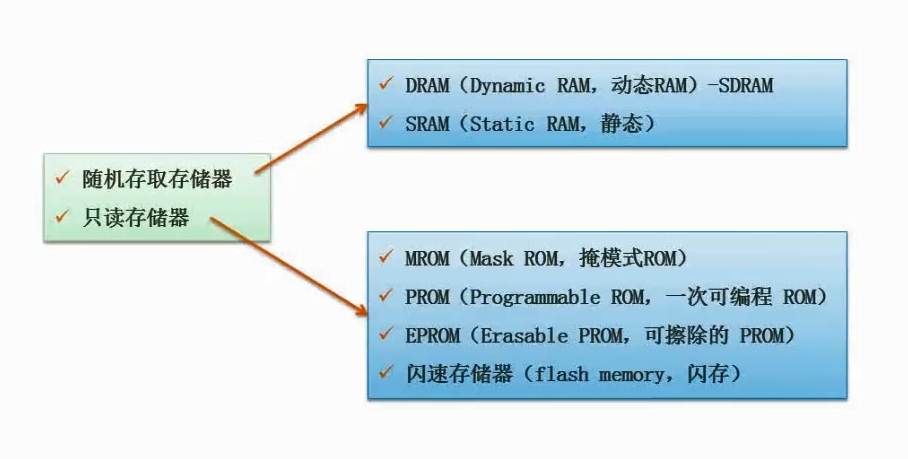 DRAM（Dynamic RAM，动态RAM）-SDRAM
SRAM（Static RAM，静态）
随机存取存储器
只读存储器
MROM（Mask ROM，掩模式ROM）
PROM（Programmable ROM，一次可编程 ROM）
EPROM（Erasable PROM，可擦除的 PROM）
闪速存储器（flash memory，闪存）